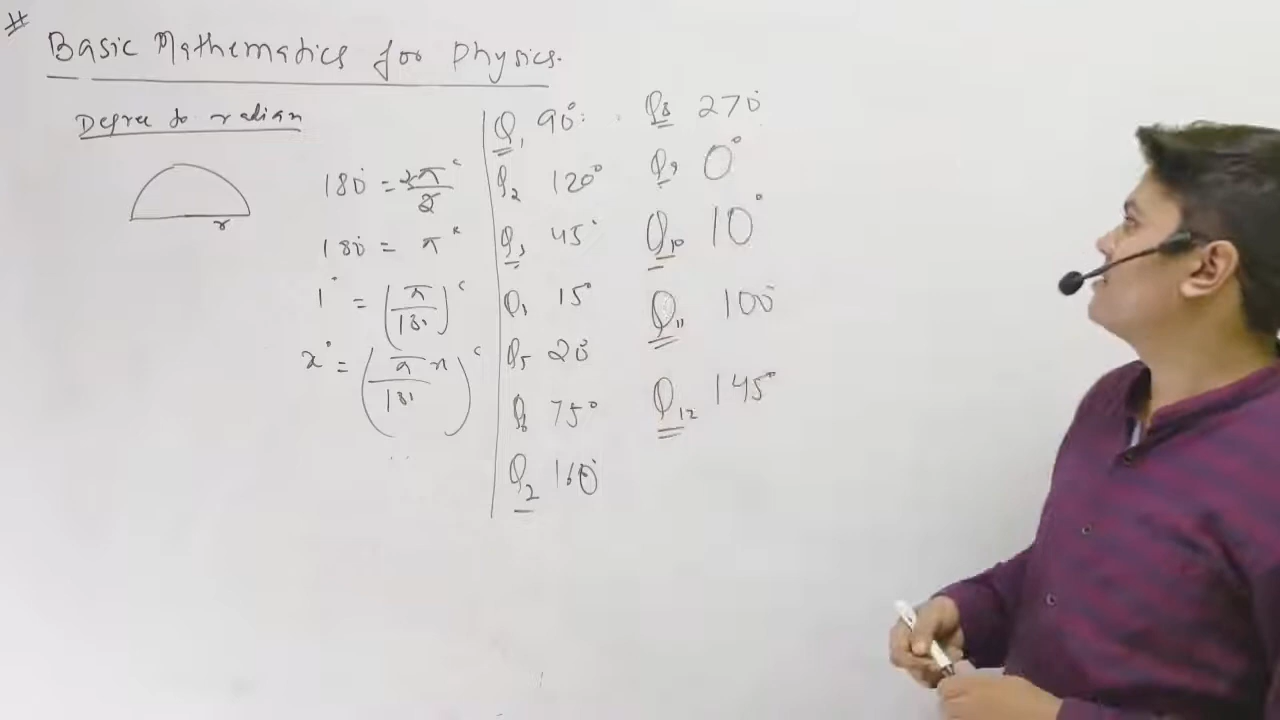 #
Basic Mathematics for Physics.
Degree to radian
r
180° = 2π/2 ᶜ
180° = πᶜ
1° = (π/180)ᶜ
x° = (π x/180)ᶜ
Q1 90°
Q2 120°
Q3 45°
Q4 15°
Q5 20°
Q6 75°
Q7 160°
Q8 270°
Q9 0°
Q10 10°
Q11 100°
Q12 145°